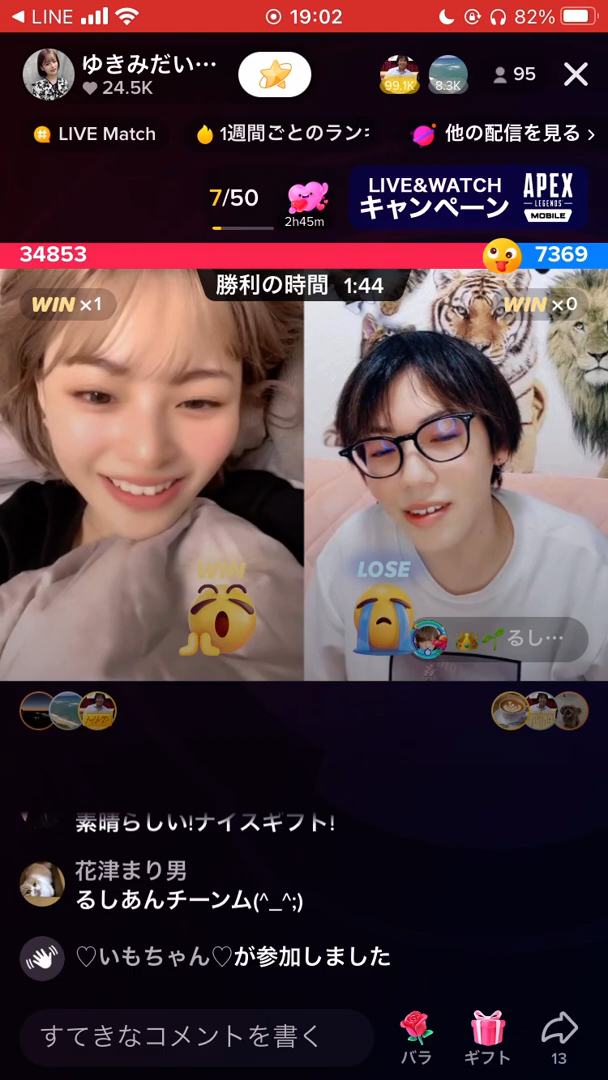 ◀ LINE 19:02 82%
ゆきみだい…
24.5K
99.1K 8.3K 95
LIVE Match 1週間ごとのラン 他の配信を見る ›
7/50
2h45m
LIVE&WATCH
キャンペーン
APEX
LEGENDS
MOBILE
34853 7369
勝利の時間 1:44
WIN ×1 WIN ×0
WIN LOSE
るし…
素晴らしい!ナイスギフト!
花津まり男
るしあんチーンム(^_^;)
♡いもちゃん♡が参加しました
すてきなコメントを書く
バラ ギフト 13